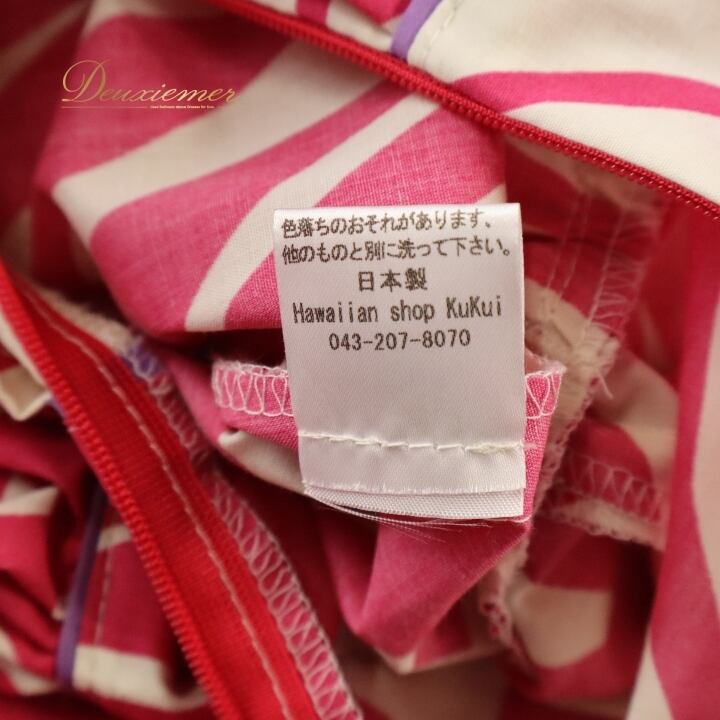 Deuxiemer
色落ちのおそれがあります、
他のものと別に洗って下さい。
日本製
Hawaiian shop KuKui
043-207-8070